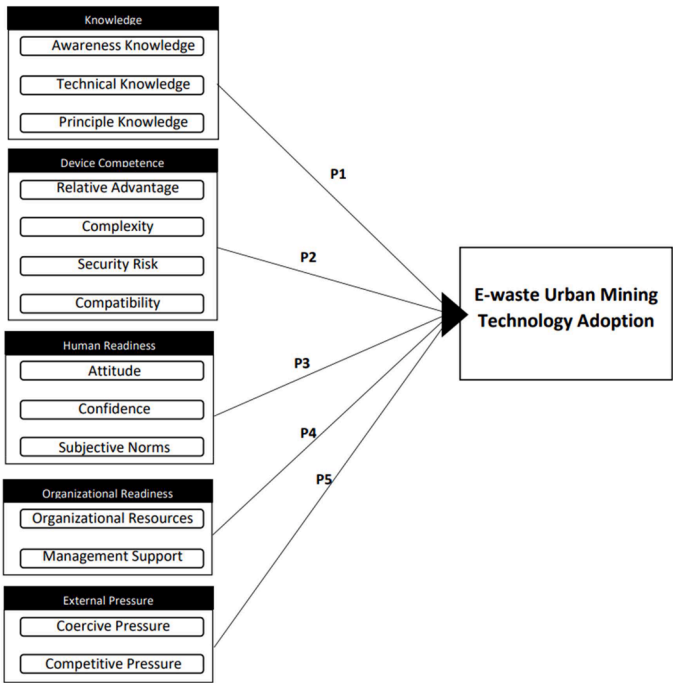 Knowledge
Awareness Knowledge
Technical Knowledge
Principle Knowledge
Device Competence
Relative Advantage
Complexity
Security Risk
Compatibility
Human Readiness
Attitude
Confidence
Subjective Norms
Organizational Readiness
Organizational Resources
Management Support
External Pressure
Coercive Pressure
Competitive Pressure
P1
P2
P3
P4
P5
E-waste Urban Mining
Technology Adoption